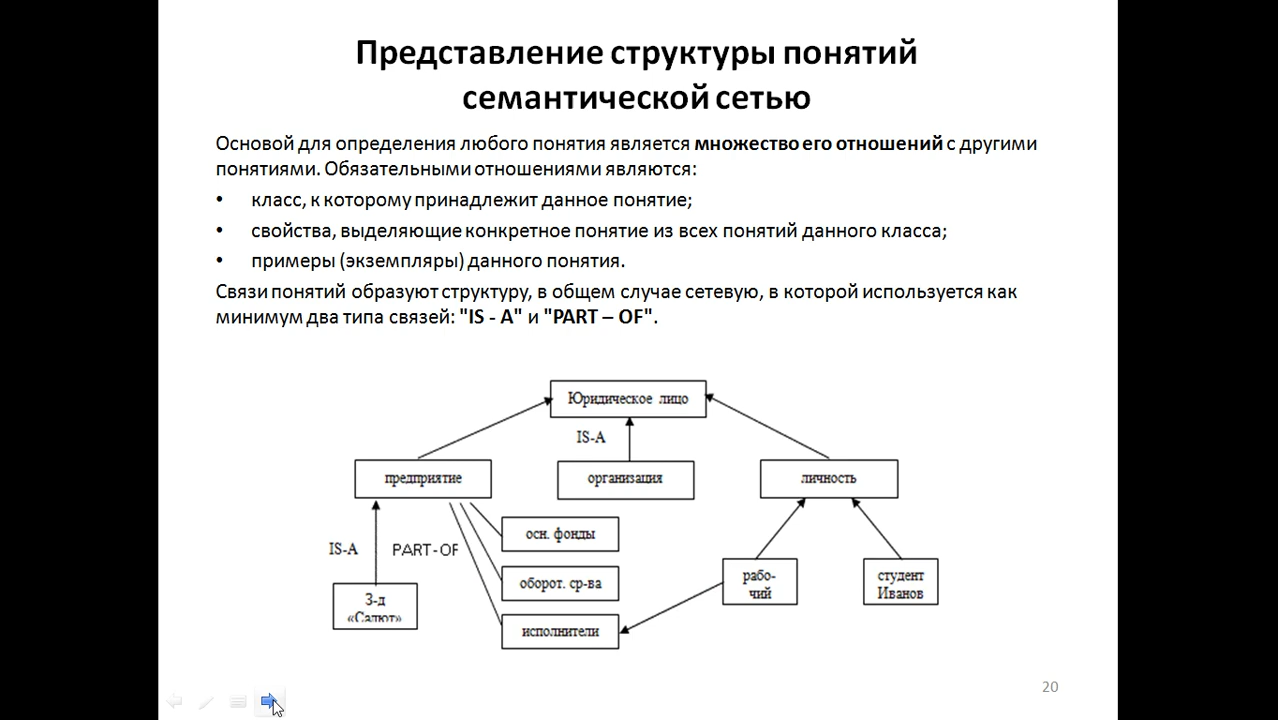 Представление структуры понятий
семантической сетью
Основой для определения любого понятия является множество его отношений с другими
понятиями. Обязательными отношениями являются:
• класс, к которому принадлежит данное понятие;
• свойства, выделяющие конкретное понятие из всех понятий данного класса;
• примеры (экземпляры) данного понятия.
Связи понятий образуют структуру, в общем случае сетевую, в которой используется как
минимум два типа связей: "IS - A" и "PART – OF".
Юридическое лицо
IS-A
предприятие
организация
личность
осн. фонды
IS-A
PART-OF
оборот. ср-ва
рабо-
чий
студент
Иванов
З-д
«Салют»
исполнители
20